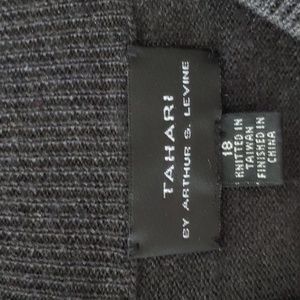 TAHARI
BY ARTHUR S. LEVINE
18
KNITTED IN
TAIWAN
FINISHED IN
CHINA